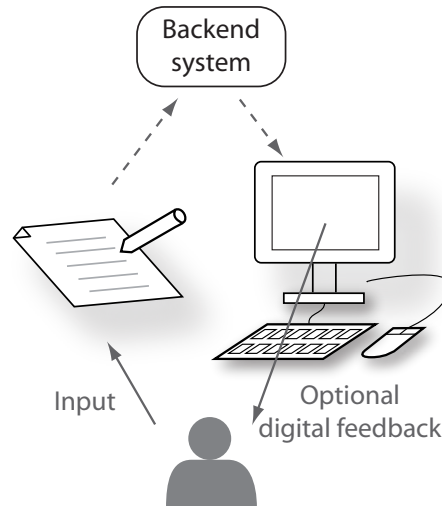 Backend
system
Input
Optional
digital feedback